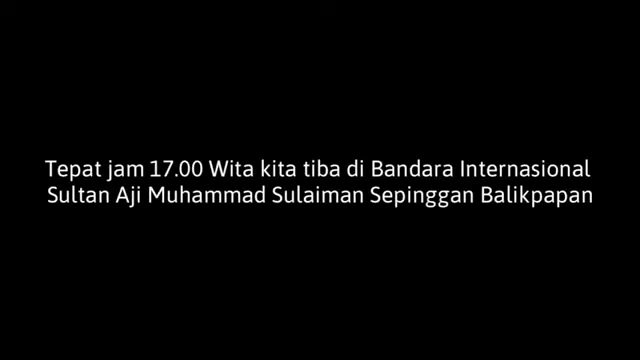 Tepat jam 17.00 Wita kita tiba di Bandara Internasional
Sultan Aji Muhammad Sulaiman Sepinggan Balikpapan